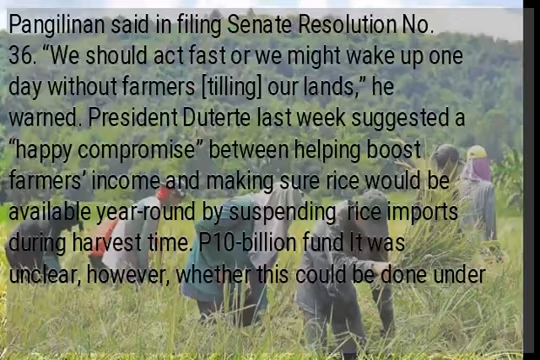 Pangilinan said in filing Senate Resolution No.
36. “We should act fast or we might wake up one
day without farmers [tilling] our lands,” he
warned. President Duterte last week suggested a
“happy compromise” between helping boost
farmers’ income and making sure rice would be
available year-round by suspending rice imports
during harvest time. P10-billion fund It was
unclear, however, whether this could be done under